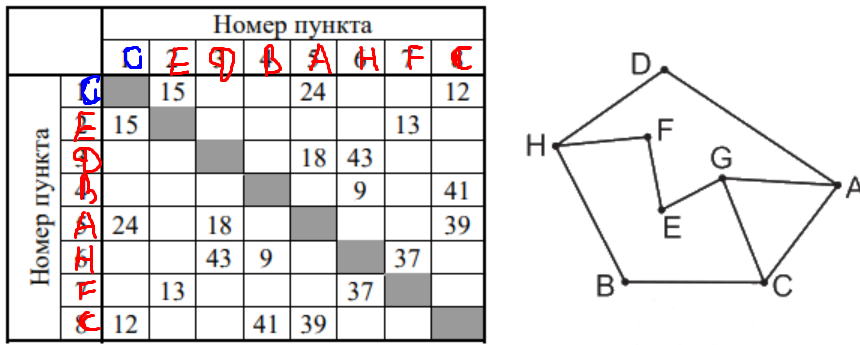 Номер пункта
G E D B A H F C
Номер пункта
G 15 24 12
E 15 13
D 18 43
B 9 41
A 24 18 39
H 43 9 37
F 13 37
8 C 12 41 39
D
F
H
G
A
E
B
C